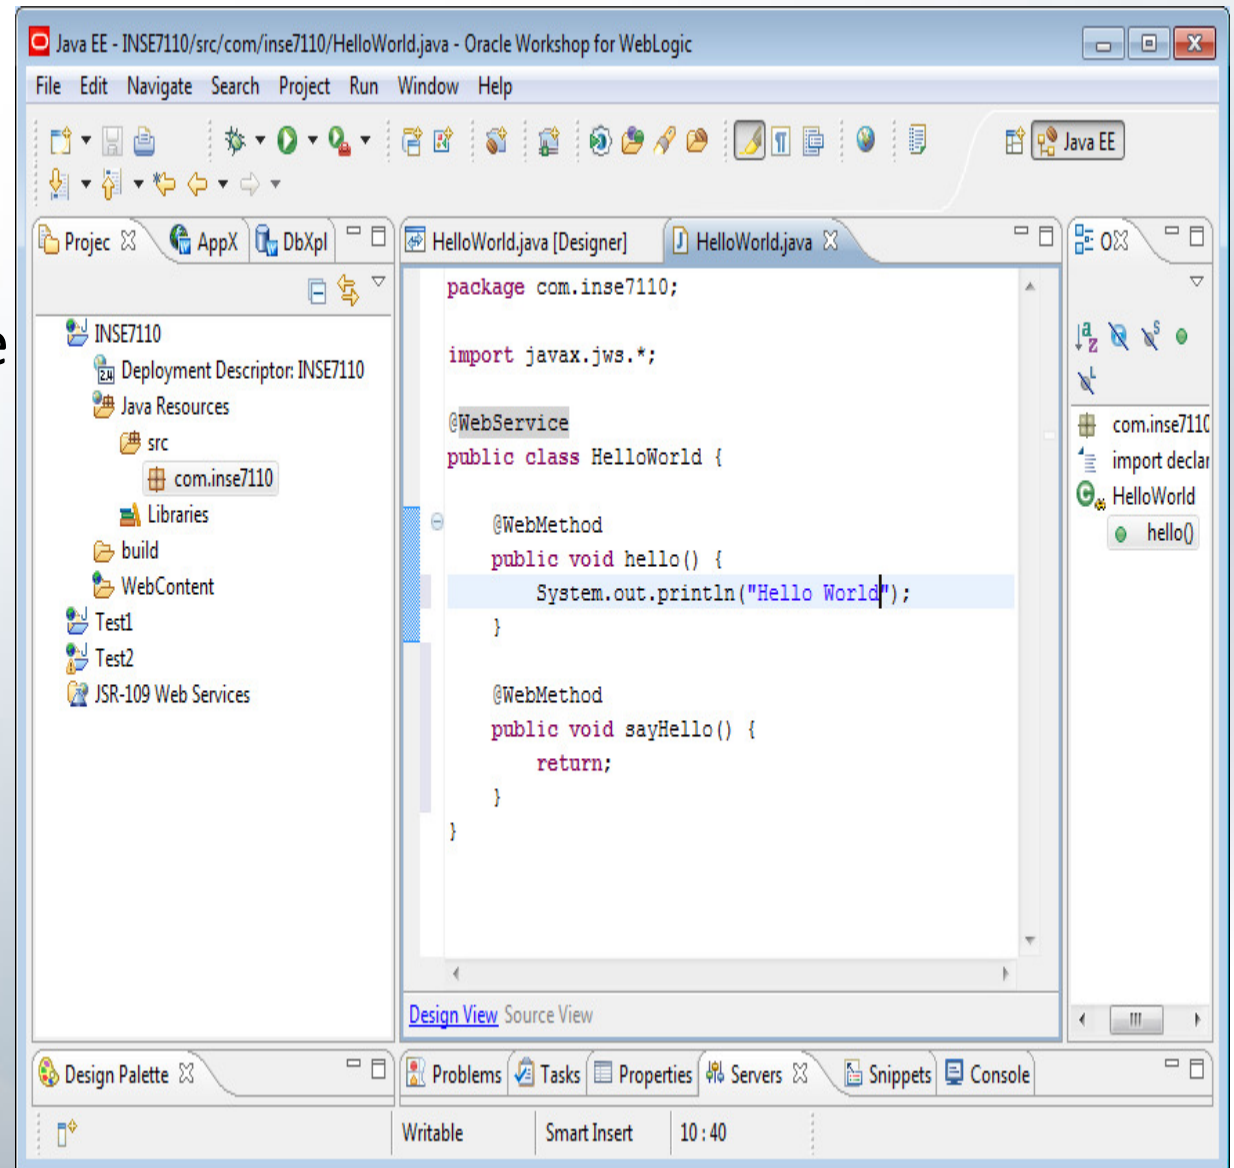 e
Java EE - INSE7110/src/com/inse7110/HelloWorld.java - Oracle Workshop for WebLogic
File Edit Navigate Search Project Run Window Help
Java EE
Projec AppX DbXpl
INSE7110
Deployment Descriptor: INSE7110
Java Resources
src
com.inse7110
Libraries
build
WebContent
Test1
Test2
JSR-109 Web Services
HelloWorld.java [Designer] HelloWorld.java
package com.inse7110;
import javax.jws.*;
@WebService
public class HelloWorld {
@WebMethod
public void hello() {
System.out.println("Hello World");
}
@WebMethod
public void sayHello() {
return;
}
}
Design View Source View
O
com.inse7110
import declar
HelloWorld
hello()
Design Palette
Problems Tasks Properties Servers Snippets Console
Writable Smart Insert 10 : 40